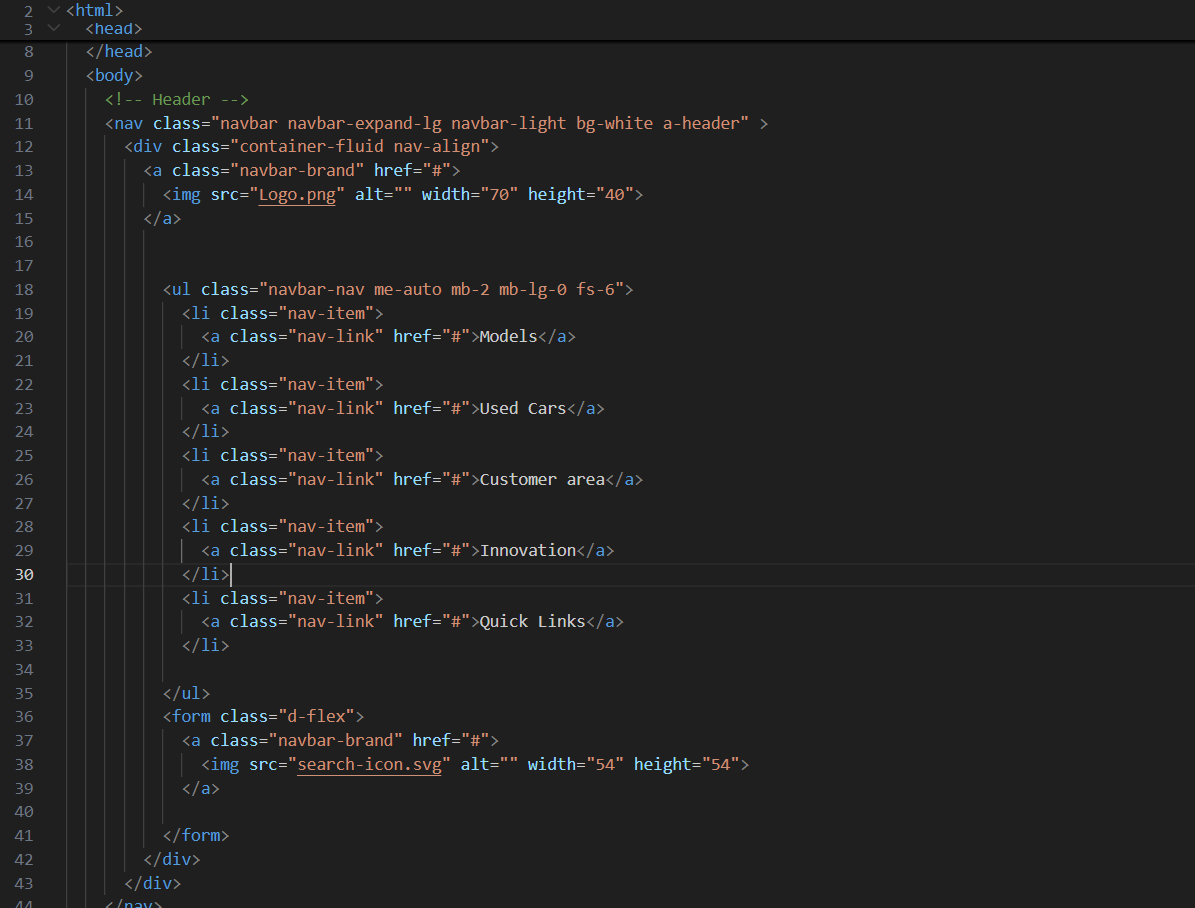 2 <html>
3 <head>
8 </head>
9 <body>
10 <!-- Header -->
11 <nav class="navbar navbar-expand-lg navbar-light bg-white a-header" >
12 <div class="container-fluid nav-align">
13 <a class="navbar-brand" href="#">
14 <img src="Logo.png" alt="" width="70" height="40">
15 </a>
16
17
18 <ul class="navbar-nav me-auto mb-2 mb-lg-0 fs-6">
19 <li class="nav-item">
20 <a class="nav-link" href="#">Models</a>
21 </li>
22 <li class="nav-item">
23 <a class="nav-link" href="#">Used Cars</a>
24 </li>
25 <li class="nav-item">
26 <a class="nav-link" href="#">Customer area</a>
27 </li>
28 <li class="nav-item">
29 <a class="nav-link" href="#">Innovation</a>
30 </li>
31 <li class="nav-item">
32 <a class="nav-link" href="#">Quick Links</a>
33 </li>
34
35 </ul>
36 <form class="d-flex">
37 <a class="navbar-brand" href="#">
38 <img src="search-icon.svg" alt="" width="54" height="54">
39 </a>
40
41 </form>
42 </div>
43 </div>
44 </nav>